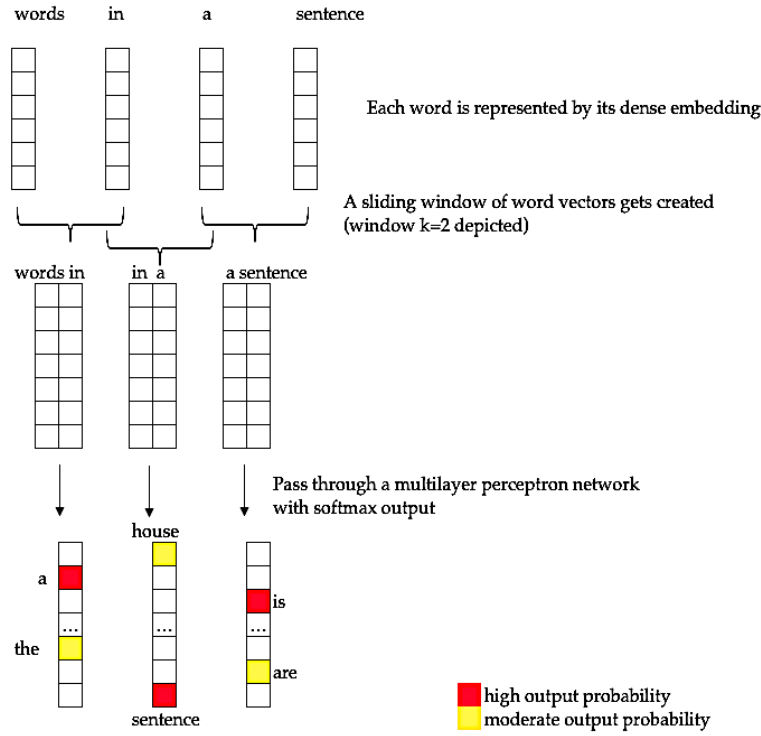 words in a sentence
Each word is represented by its dense embedding
A sliding window of word vectors gets created
(window k=2 depicted)
words in in a a sentence
Pass through a multilayer perceptron network
with softmax output
house
a
is
... ... ...
the
are
sentence
high output probability
moderate output probability